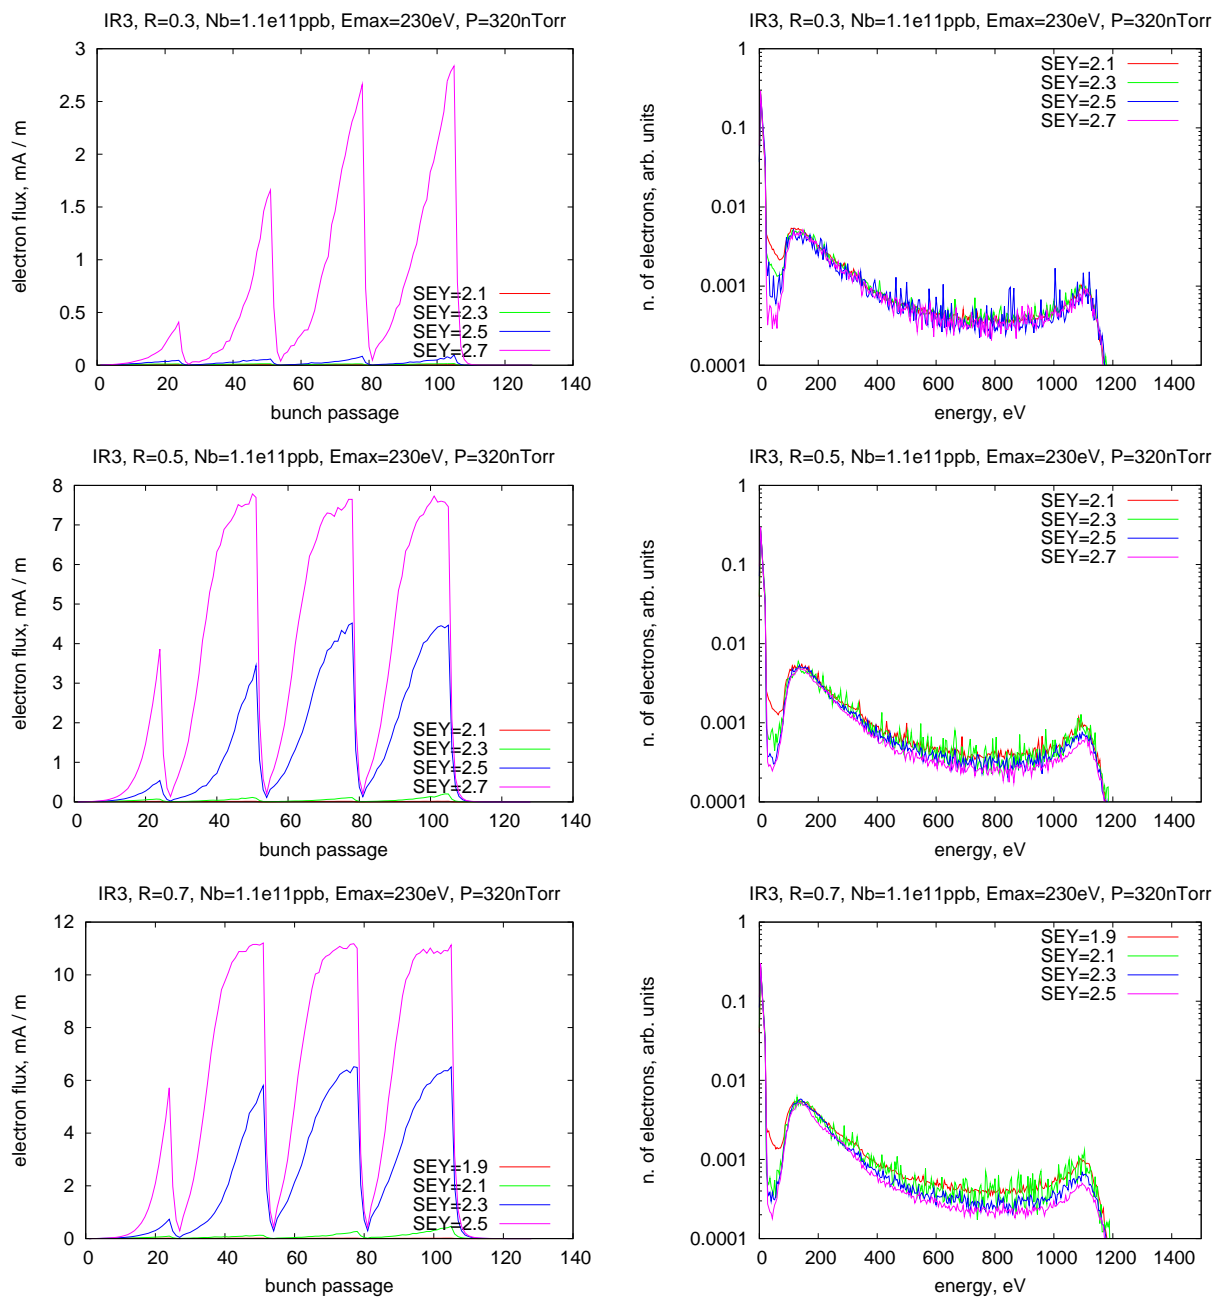 IR3, R=0.3, Nb=1.1e11ppb, Emax=230eV, P=320nTorr
3
2.5
2
1.5
1
0.5
0
electron flux, mA / m
SEY=2.1
SEY=2.3
SEY=2.5
SEY=2.7
0 20 40 60 80 100 120 140
bunch passage
IR3, R=0.3, Nb=1.1e11ppb, Emax=230eV, P=320nTorr
1
0.1
0.01
0.001
0.0001
n. of electrons, arb. units
SEY=2.1
SEY=2.3
SEY=2.5
SEY=2.7
0 200 400 600 800 1000 1200 1400
energy, eV
IR3, R=0.5, Nb=1.1e11ppb, Emax=230eV, P=320nTorr
8
7
6
5
4
3
2
1
0
electron flux, mA / m
SEY=2.1
SEY=2.3
SEY=2.5
SEY=2.7
0 20 40 60 80 100 120 140
bunch passage
IR3, R=0.5, Nb=1.1e11ppb, Emax=230eV, P=320nTorr
1
0.1
0.01
0.001
0.0001
n. of electrons, arb. units
SEY=2.1
SEY=2.3
SEY=2.5
SEY=2.7
0 200 400 600 800 1000 1200 1400
energy, eV
IR3, R=0.7, Nb=1.1e11ppb, Emax=230eV, P=320nTorr
12
10
8
6
4
2
0
electron flux, mA / m
SEY=1.9
SEY=2.1
SEY=2.3
SEY=2.5
0 20 40 60 80 100 120 140
bunch passage
IR3, R=0.7, Nb=1.1e11ppb, Emax=230eV, P=320nTorr
1
0.1
0.01
0.001
0.0001
n. of electrons, arb. units
SEY=1.9
SEY=2.1
SEY=2.3
SEY=2.5
0 200 400 600 800 1000 1200 1400
energy, eV